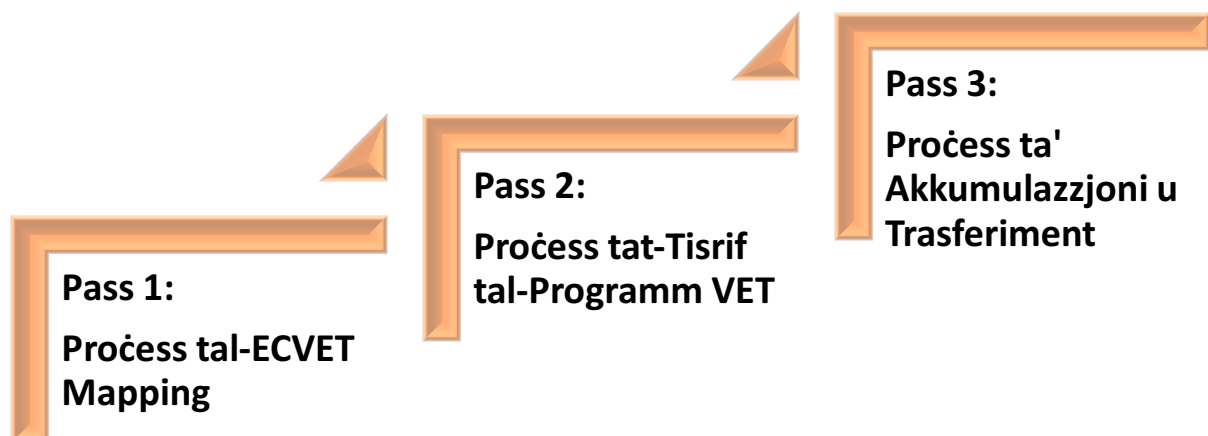 Pass 1:
Proċess tal-ECVET
Mapping
Pass 2:
Proċess tat-Tisrif
tal-Programm VET
Pass 3:
Proċess ta'
Akkumulazzjoni u
Trasferiment